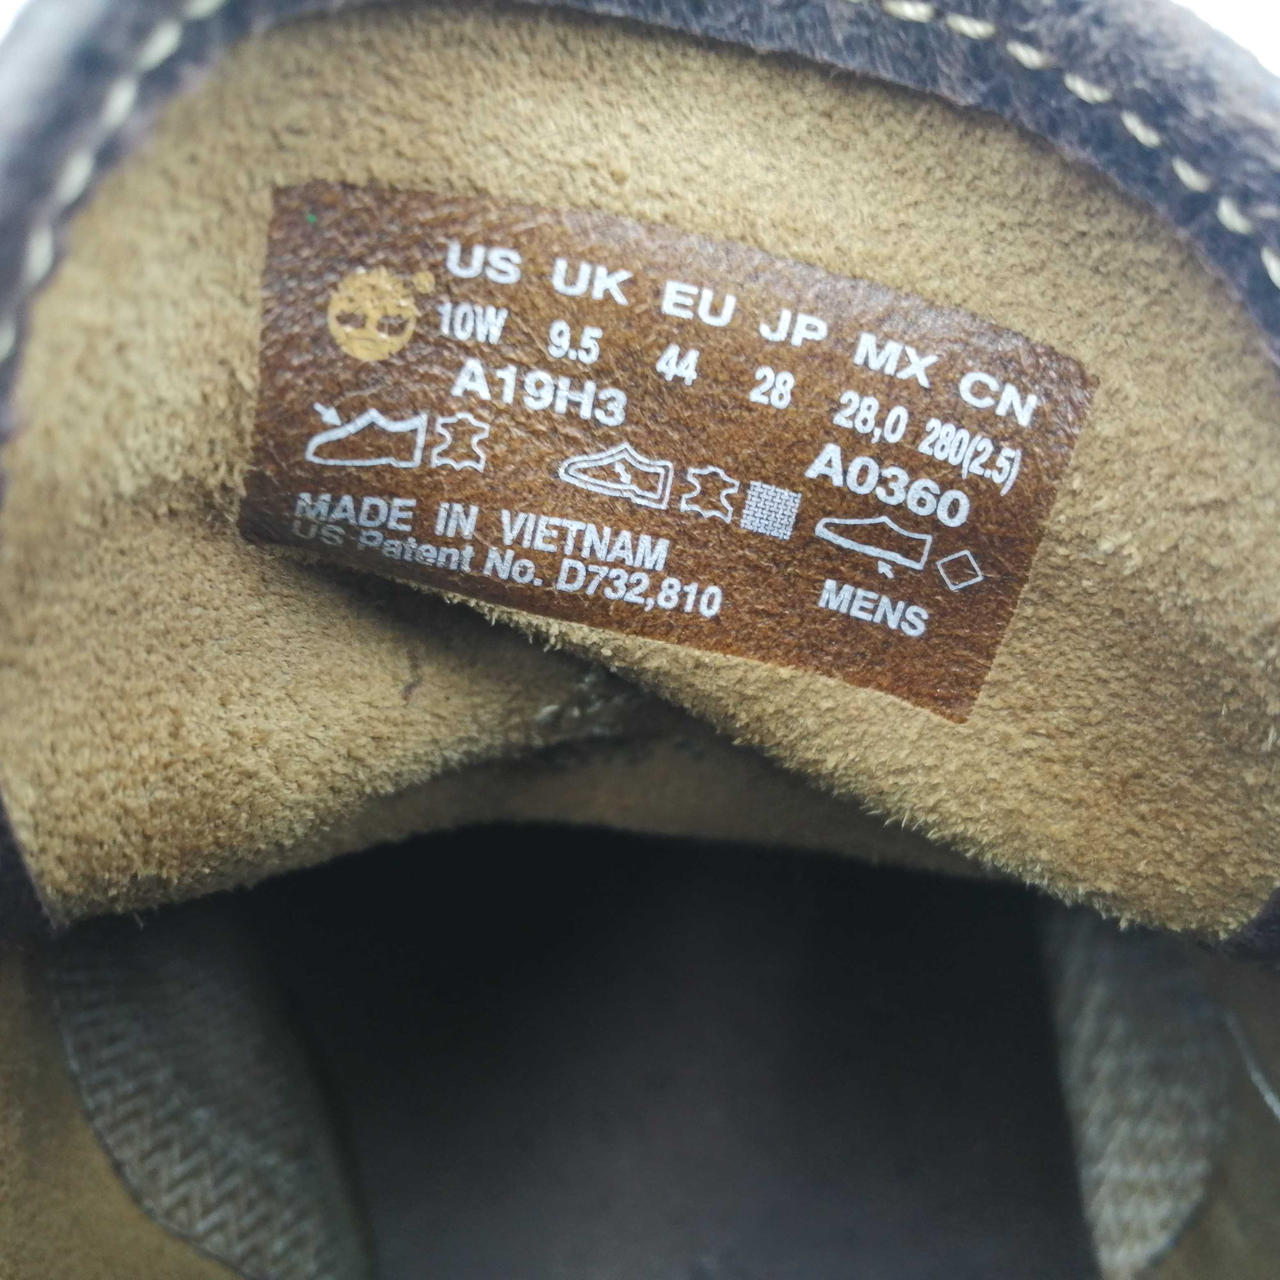 US UK EU JP MX CN
10W 9.5 44 28 28,0 280(2.5)
A19H3 A0360
MADE IN VIETNAM
US Patent No. D732,810
MENS